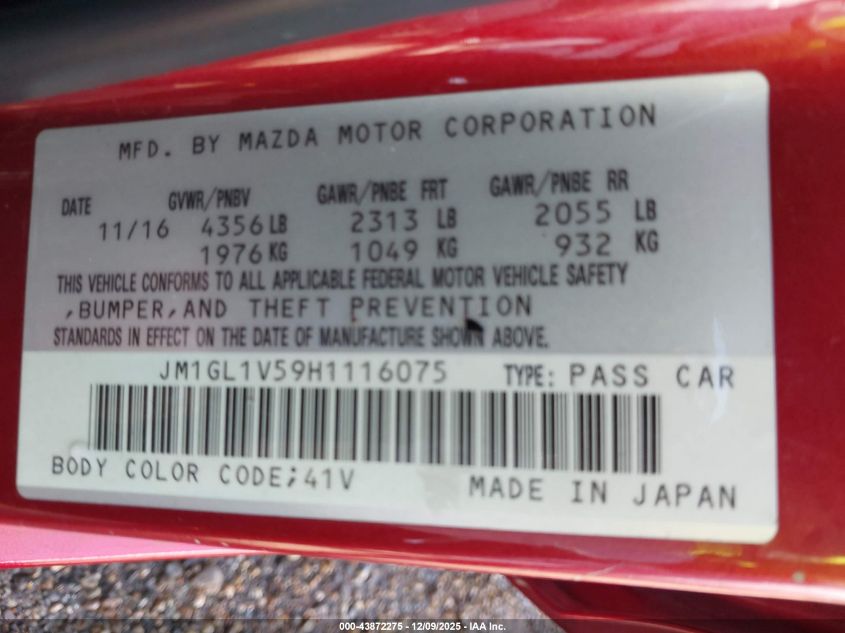 MFD. BY MAZDA MOTOR CORPORATION
DATE GVWR/PNBV GAWR/PNBE FRT GAWR/PNBE RR
11/16 4356 LB 2313 LB 2055 LB
1976 KG 1049 KG 932 KG
THIS VEHICLE CONFORMS TO ALL APPLICABLE FEDERAL MOTOR VEHICLE SAFETY
,BUMPER,AND THEFT PREVENTION
STANDARDS IN EFFECT ON THE DATE OF MANUFACTURE SHOWN ABOVE.
JM1GL1V59H1116075 TYPE: PASS CAR
BODY COLOR CODE;41V MADE IN JAPAN
000-43872275 - 12/09/2025 - IAA Inc.